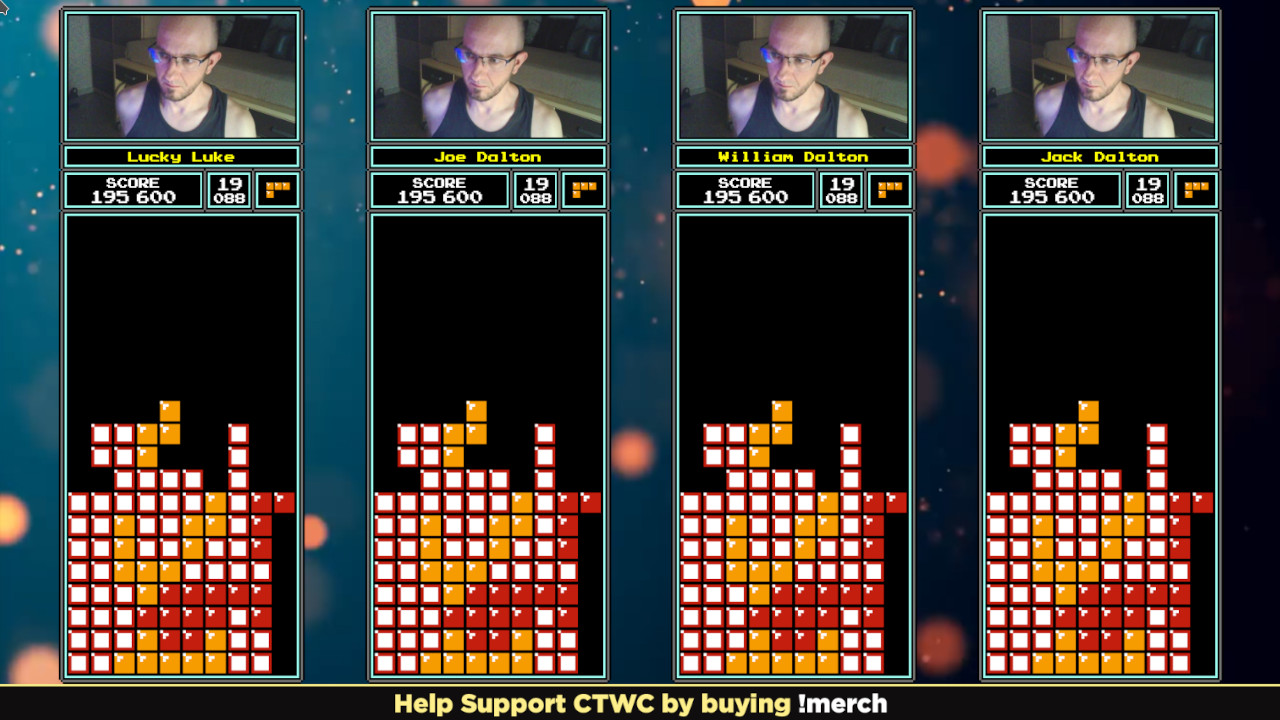 Lucky Luke
SCORE
195 600
19
088
Joe Dalton
SCORE
195 600
19
088
William Dalton
SCORE
195 600
19
088
Jack Dalton
SCORE
195 600
19
088
Help Support CTWC by buying !merch